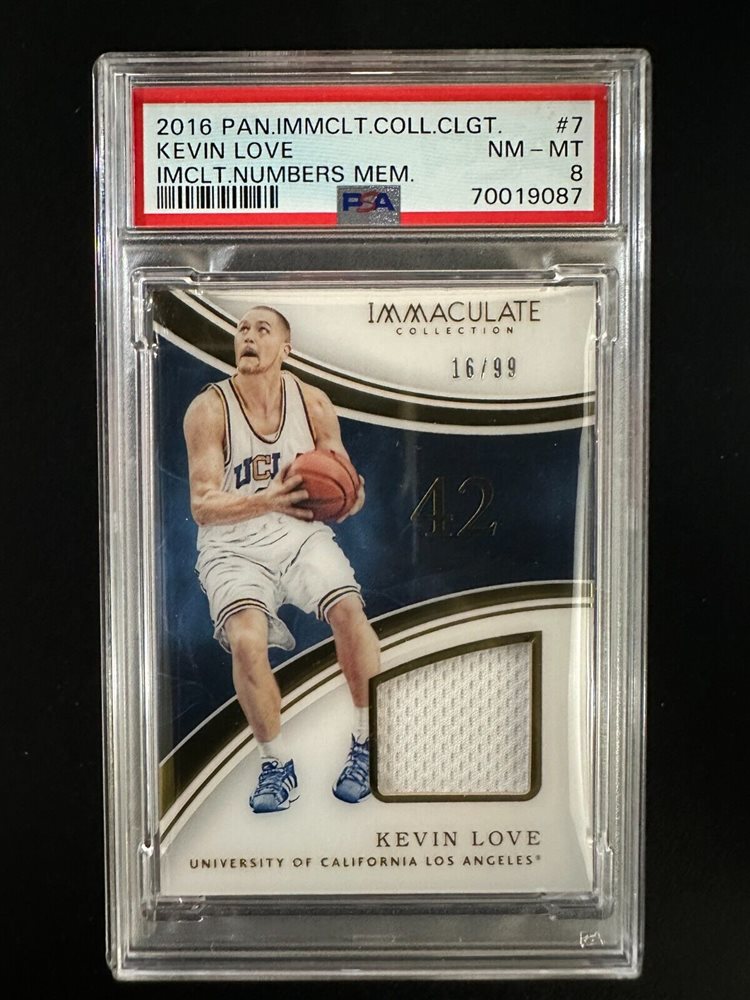 2016 PAN.IMMCLT.COLL.CLGT. #7
KEVIN LOVE NM - MT
IMCLT.NUMBERS MEM. 8
PSA 70019087
IMMACULATE
COLLECTION
16/99
UCL
42
KEVIN LOVE
UNIVERSITY OF CALIFORNIA LOS ANGELES®